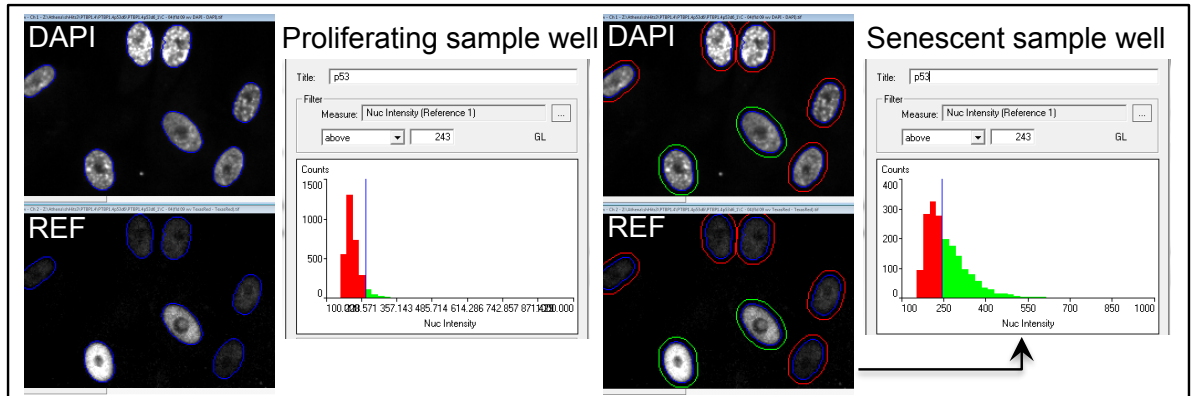 DAPI
Proliferating sample well
DAPI
Senescent sample well
Title: p53
Filter
Measure: Nuc Intensity (Reference 1) ...
above 243 GL
Counts
1500
1000
500
0
357.143 485.714 614.286 742.857
Nuc Intensity
REF
Title: p53
Filter
Measure: Nuc Intensity (Reference 1) ...
above 243 GL
Counts
400
300
200
100
0
100 250 400 550 700 850 1000
Nuc Intensity
REF